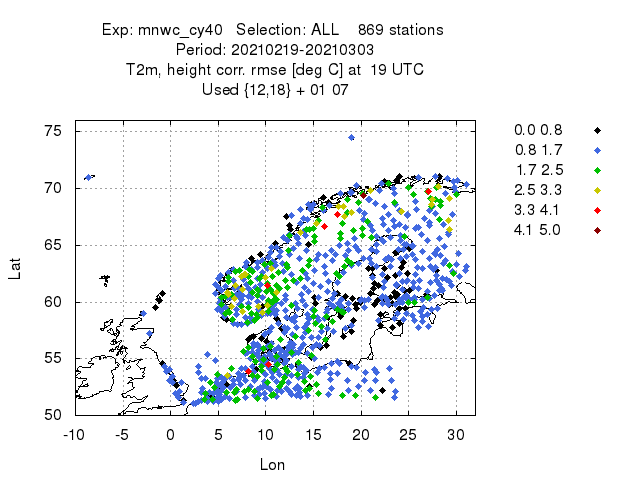 Exp: mnwc_cy40 Selection: ALL 869 stations
Period: 20210219-20210303
T2m, height corr. rmse [deg C] at 19 UTC
Used {12,18} + 01 07
0.0 0.8
0.8 1.7
1.7 2.5
2.5 3.3
3.3 4.1
4.1 5.0
Lat
75
70
65
60
55
50
-10 -5 0 5 10 15 20 25 30
Lon